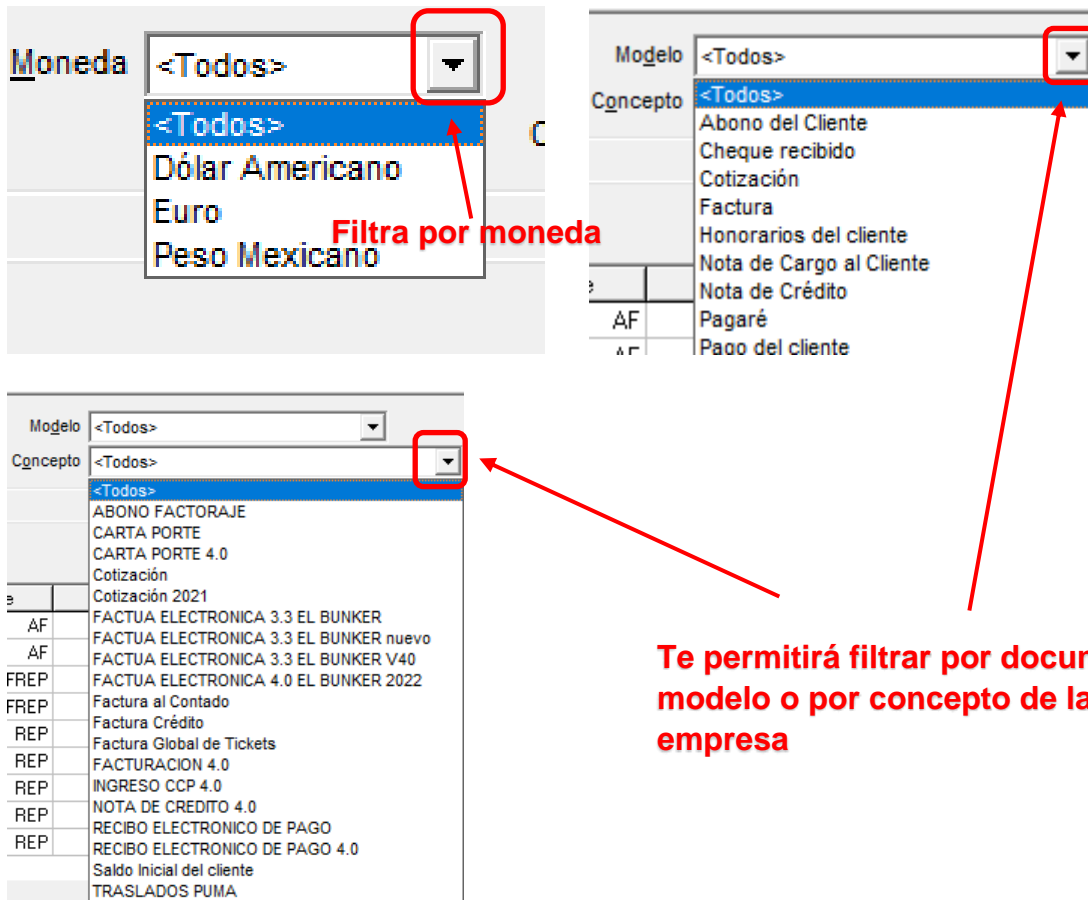 Moneda <Todos>
<Todos>
Dólar Americano
Euro
Peso Mexicano
Filtra por moneda
Modelo <Todos>
Concepto <Todos>
Abono del Cliente
Cheque recibido
Cotización
Factura
Honorarios del cliente
Nota de Cargo al Cliente
Nota de Crédito
AF Pagaré
AF Pago del cliente
Modelo <Todos>
Concepto <Todos>
<Todos>
ABONO FACTORAJE
CARTA PORTE
CARTA PORTE 4.0
Cotización
Cotización 2021
FACTUA ELECTRONICA 3.3 EL BUNKER
AF FACTUA ELECTRONICA 3.3 EL BUNKER nuevo
AF FACTUA ELECTRONICA 3.3 EL BUNKER V40
FREP FACTUA ELECTRONICA 4.0 EL BUNKER 2022
FREP Factura al Contado
REP Factura Crédito
Factura Global de Tickets
REP FACTURACION 4.0
REP INGRESO CCP 4.0
REP NOTA DE CREDITO 4.0
RECIBO ELECTRONICO DE PAGO
REP RECIBO ELECTRONICO DE PAGO 4.0
Saldo Inicial del cliente
TRASLADOS PUMA
Te permitirá filtrar por
modelo o por concepto de
empresa